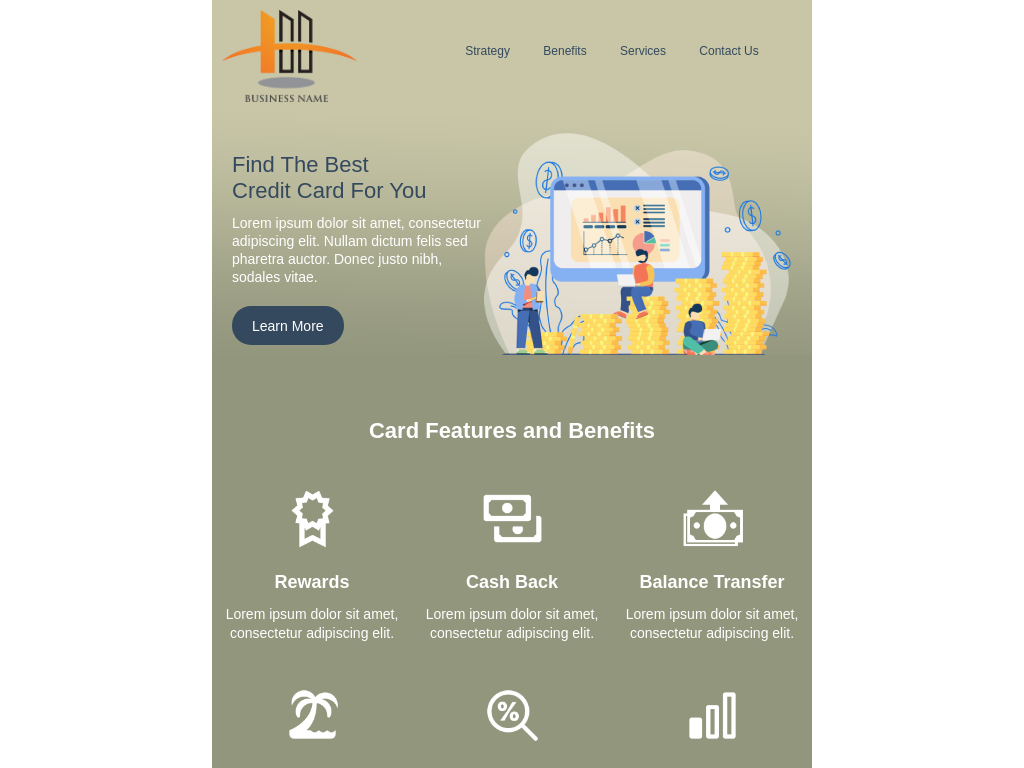 BUSINESS NAME
Strategy
Benefits
Services
Contact Us
Find The Best
Credit Card For You
Lorem ipsum dolor sit amet, consectetur
adipiscing elit. Nullam dictum felis sed
pharetra auctor. Donec justo nibh,
sodales vitae.
Learn More
Card Features and Benefits
Rewards
Lorem ipsum dolor sit amet,
consectetur adipiscing elit.
Cash Back
Lorem ipsum dolor sit amet,
consectetur adipiscing elit.
Balance Transfer
Lorem ipsum dolor sit amet,
consectetur adipiscing elit.